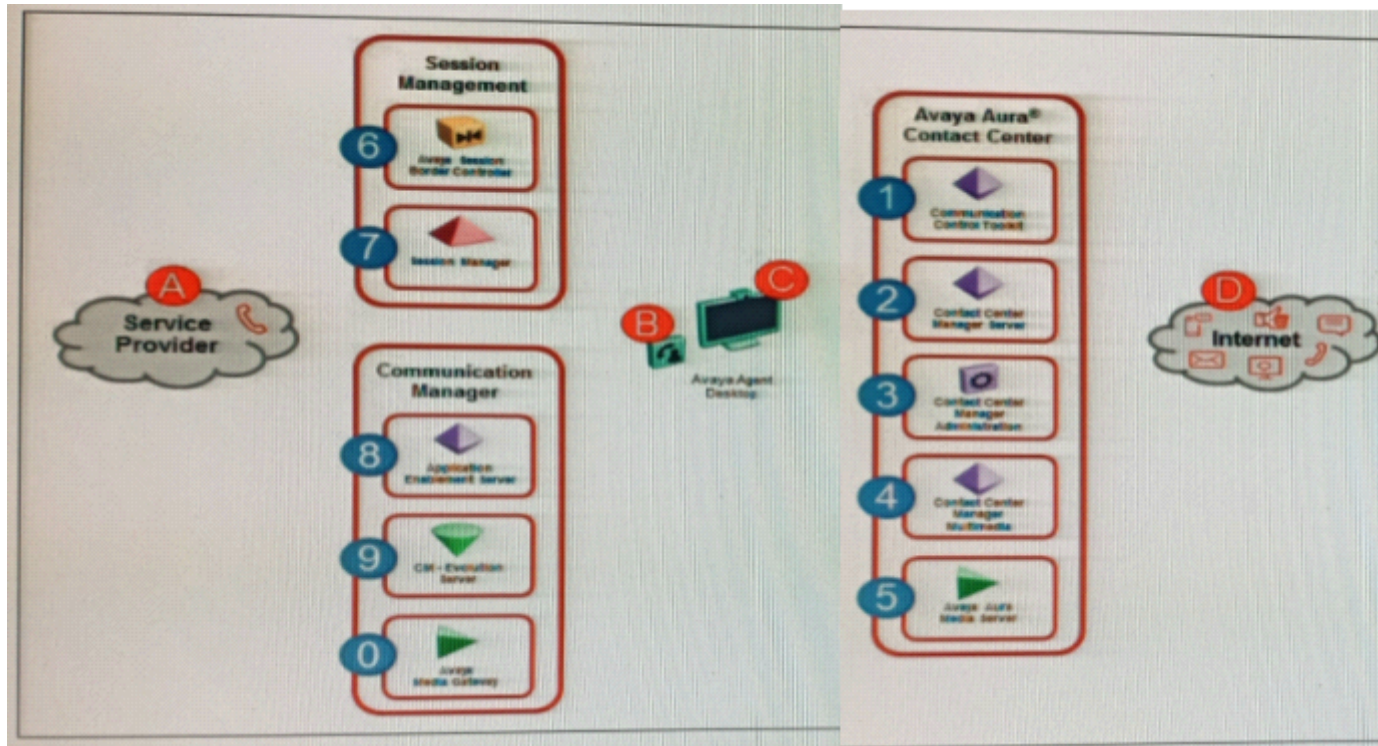 Session
Management
6
Avaya Session
Border Controller
7
Session Manager
A
Service
Provider
Communication
Manager
8
Application
Enablement Server
9
CM - Evolution
Server
0
Avaya
Media Gateway
B
C
Avaya Agent
Desktop
Avaya Aura®
Contact Center
1
Communication
Control Toolkit
2
Contact Center
Manager Server
3
Contact Center
Manager
Administration
4
Contact Center
Manager
Multimedia
5
Avaya Aura
Media Server
D
Internet